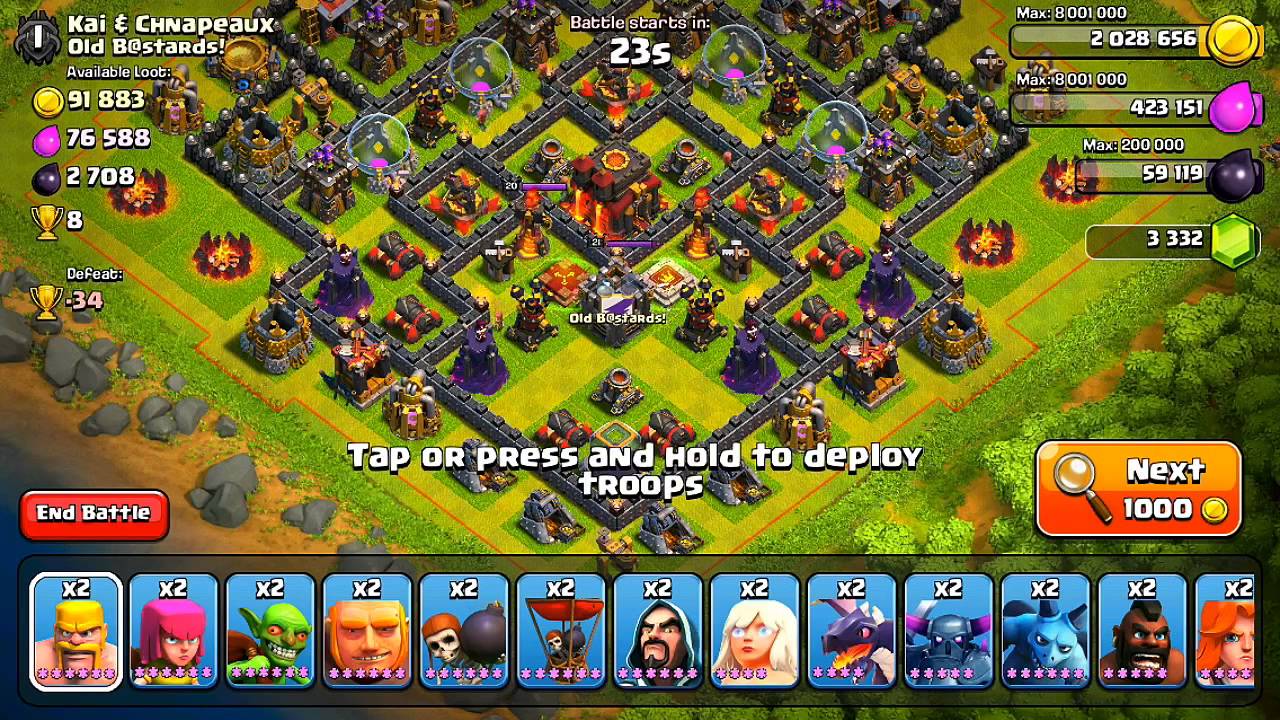 Kai & Chnapeaux
Old B@stards!
Available Loot:
91 883
76 588
2 708
8
Defeat:
-34
Battle starts in:
23s
Max: 8 001 000
2 028 656
Max: 8 001 000
423 151
Max: 200 000
59 119
3 332
20
21
Old B@stards!
Tap or press and hold to deploy
troops
End Battle
Next
1000
x2 x2 x2 x2 x2 x2 x2 x2 x2 x2 x2 x2 x2